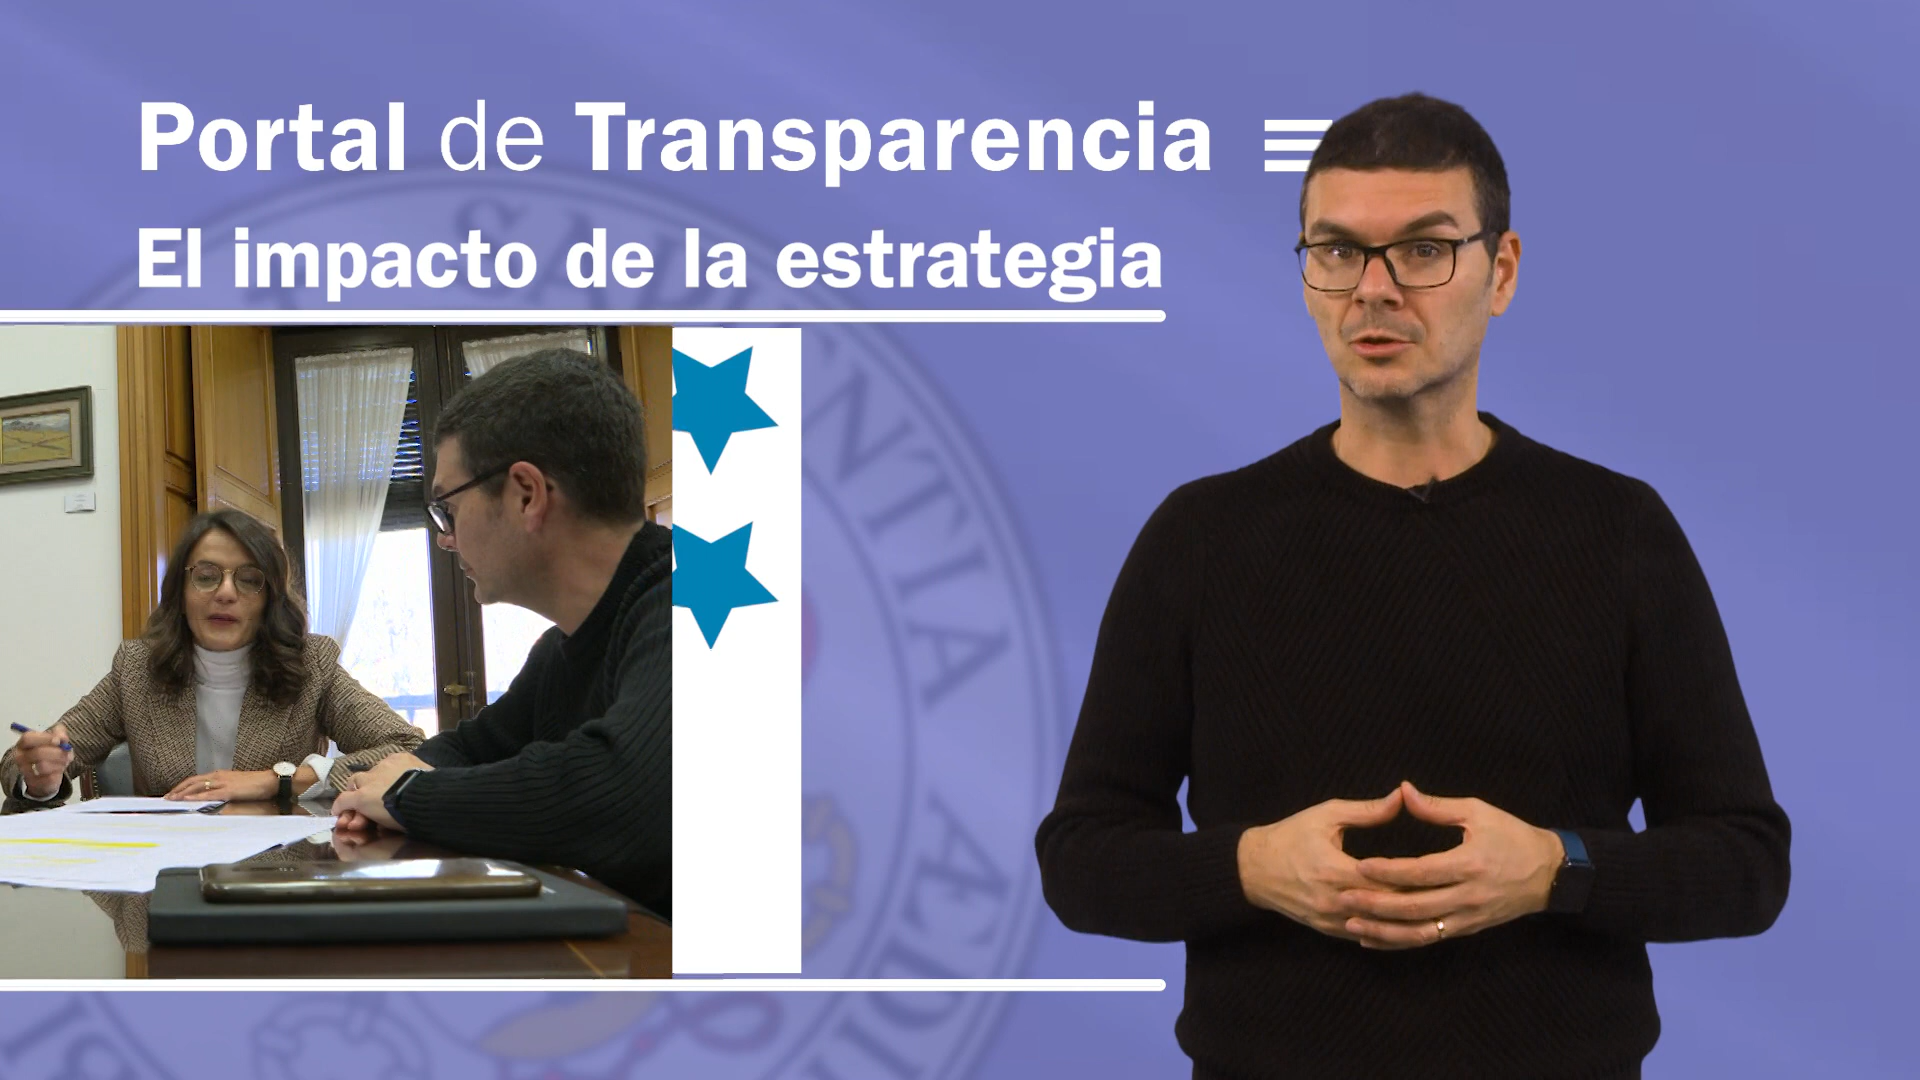 Portal de Transparencia
El impacto de la estrategia